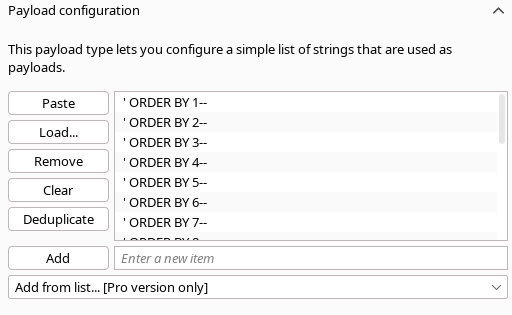 Payload configuration
This payload type lets you configure a simple list of strings that are used as
payloads.
Paste
Load...
Remove
Clear
Deduplicate
' ORDER BY 1--
' ORDER BY 2--
' ORDER BY 3--
' ORDER BY 4--
' ORDER BY 5--
' ORDER BY 6--
' ORDER BY 7--
Add
Enter a new item
Add from list... [Pro version only]